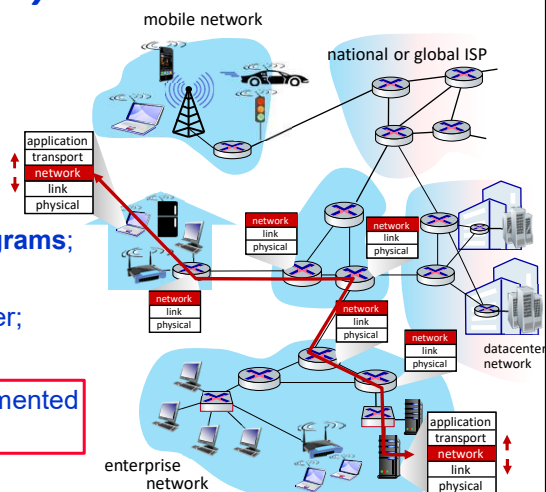 mobile network
national or global ISP
application
transport
network
link
physical
grams;
network
link
physical
network
link
physical
network
link
physical
er;
network
link
physical
network
link
physical
datacenter
network
mented
application
transport
network
link
physical
enterprise
network